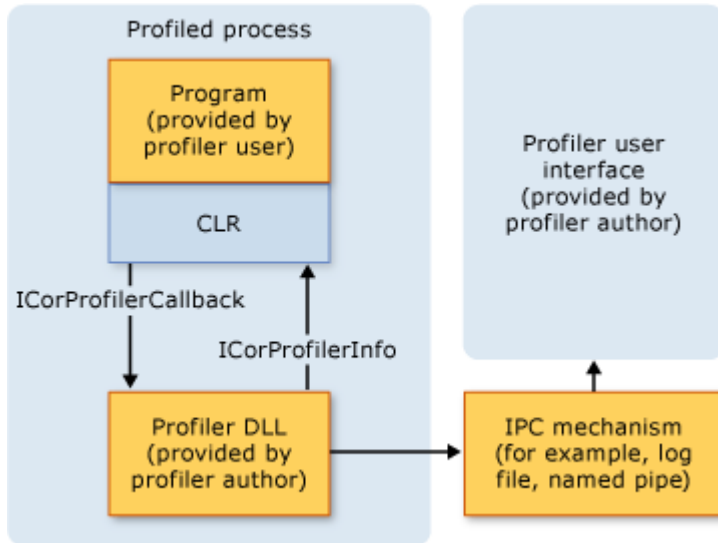 Profiled process
Program
(provided by
profiler user)
CLR
ICorProfilerCallback
ICorProfilerInfo
Profiler DLL
(provided by
profiler author)
Profiler user
interface
(provided by
profiler author)
IPC mechanism
(for example, log
file, named pipe)